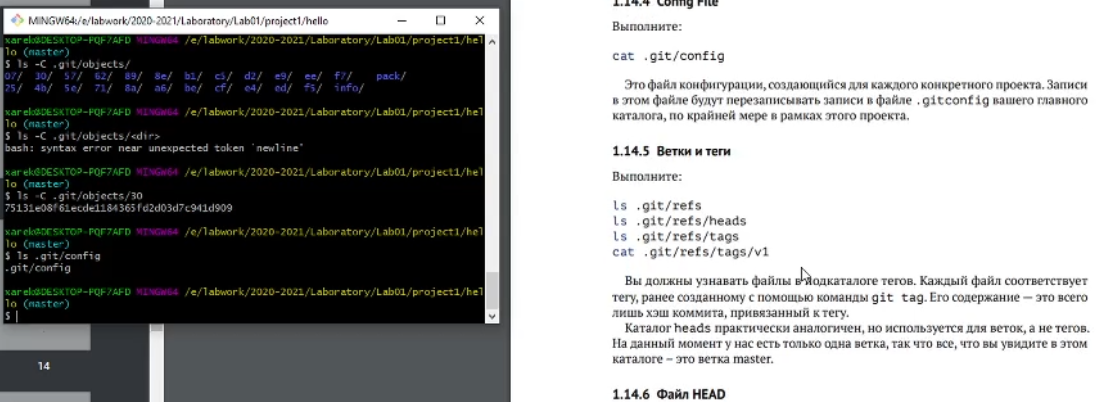 MINGW64:/e/labwork/2020-2021/Laboratory/Lab01/project1/hello
xarek@DESKTOP-PQF7AFD MINGW64 /e/labwork/2020-2021/Laboratory/Lab01/project1/hel
lo (master)
$ ls -C .git/objects/
07/ 30/ 57/ 62/ 89/ 8e/ b1/ c5/ d2/ e9/ ee/ f7/ pack/
25/ 4b/ 5e/ 71/ 8a/ a6/ be/ cf/ e4/ ed/ f5/ info/
xarek@DESKTOP-PQF7AFD MINGW64 /e/labwork/2020-2021/Laboratory/Lab01/project1/hel
lo (master)
$ ls -C .git/objects/<dir>
bash: syntax error near unexpected token `newline'
xarek@DESKTOP-PQF7AFD MINGW64 /e/labwork/2020-2021/Laboratory/Lab01/project1/hel
lo (master)
$ ls -C .git/objects/30
75131e08f61ecde1184365fd2d03d7c941d909
xarek@DESKTOP-PQF7AFD MINGW64 /e/labwork/2020-2021/Laboratory/Lab01/project1/hel
lo (master)
$ ls .git/config
.git/config
xarek@DESKTOP-PQF7AFD MINGW64 /e/labwork/2020-2021/Laboratory/Lab01/project1/hel
lo (master)
$
14
1.14.4 Config File
Выполните:
cat .git/config
Это файл конфигурации, создающийся для каждого конкретного проекта. Записи
в этом файле будут перезаписывать записи в файле .gitconfig вашего главного
каталога, по крайней мере в рамках этого проекта.
1.14.5 Ветки и теги
Выполните:
ls .git/refs
ls .git/refs/heads
ls .git/refs/tags
cat .git/refs/tags/v1
Вы должны узнавать файлы в подкаталоге тегов. Каждый файл соответствует
тегу, ранее созданному с помощью команды git tag. Его содержание — это всего
лишь хэш коммита, привязанный к тегу.
Каталог heads практически аналогичен, но используется для веток, а не тегов.
На данный момент у нас есть только одна ветка, так что все, что вы увидите в этом
каталоге – это ветка master.
1.14.6 Файл HEAD